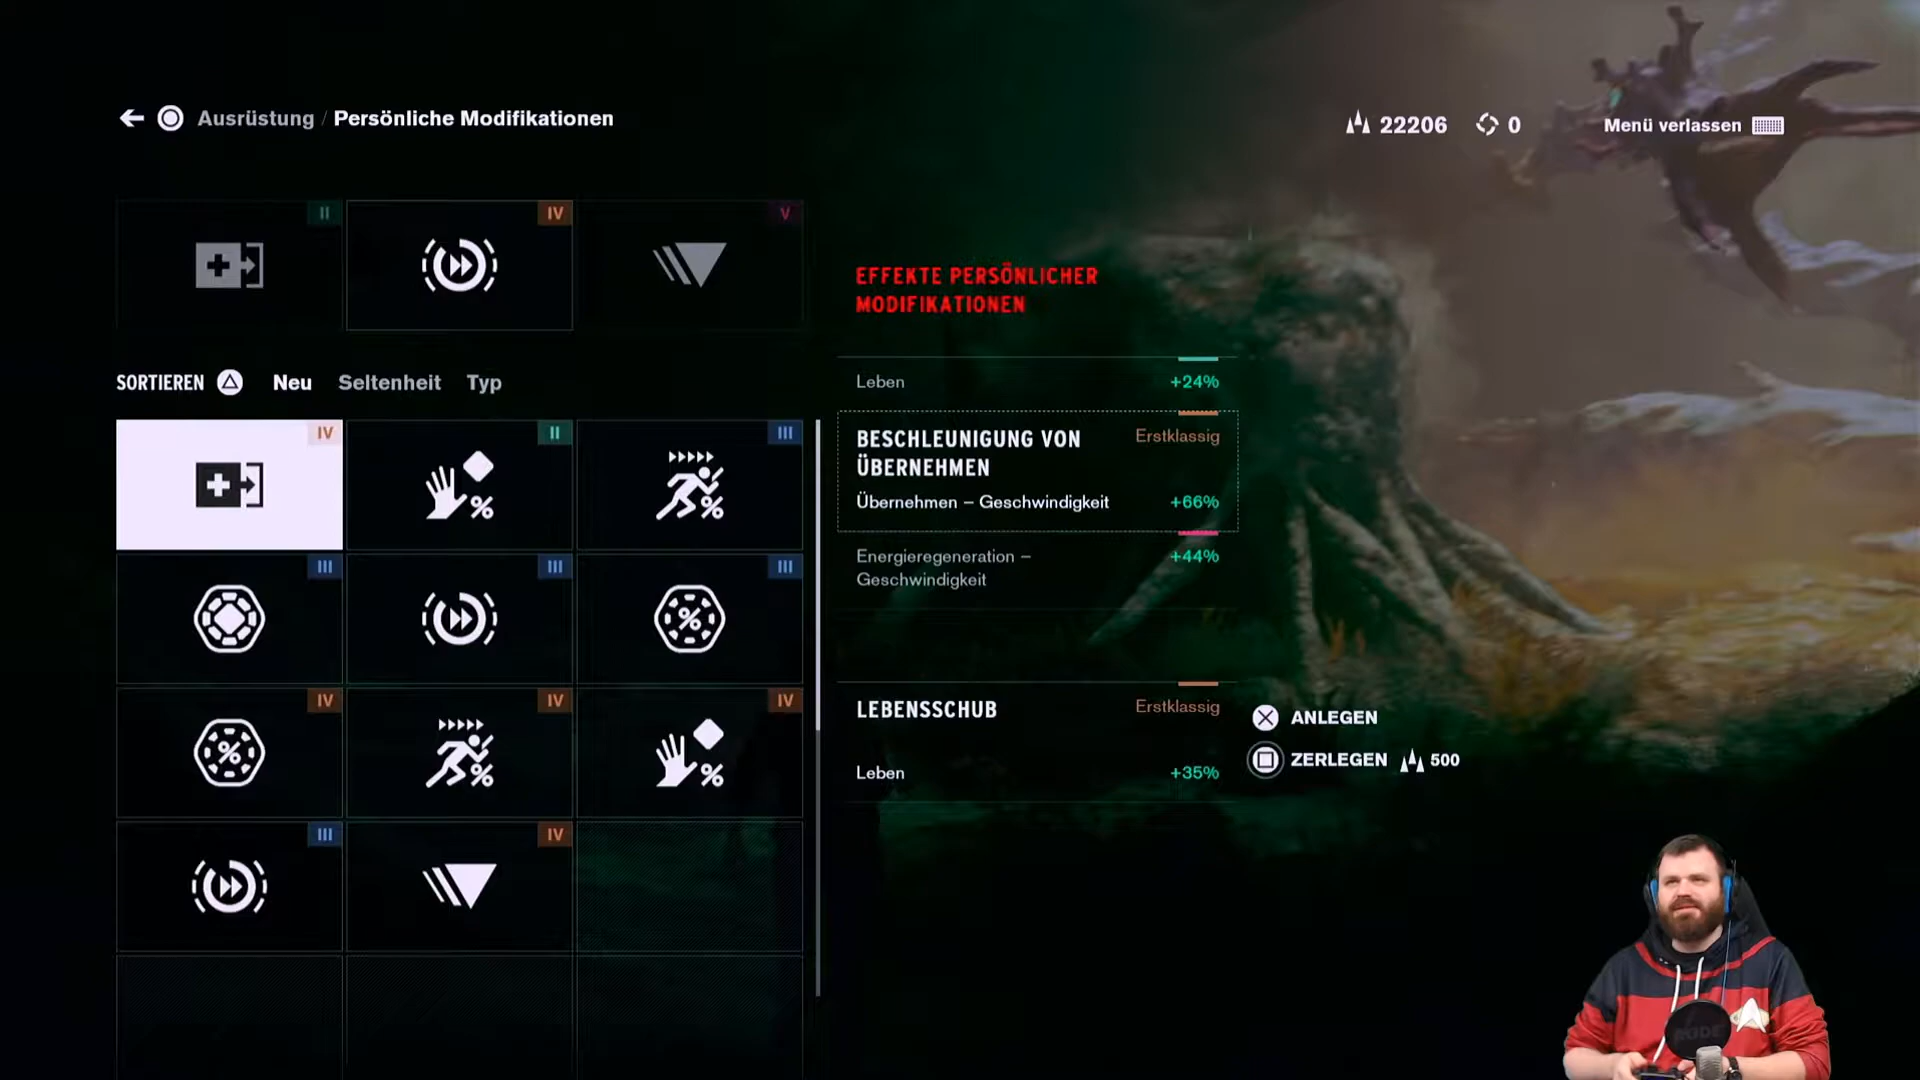 Ausrüstung / Persönliche Modifikationen
22206
0
Menü verlassen
II
IV
V
SORTIEREN
Neu
Seltenheit
Typ
IV
II
III
%
%
III
III
III
%
IV
IV
IV
%
%
%
III
IV
EFFEKTE PERSÖNLICHER
MODIFIKATIONEN
Leben +24%
BESCHLEUNIGUNG VON
ÜBERNEHMEN
Erstklassig
Übernehmen – Geschwindigkeit +66%
Energieregeneration –
Geschwindigkeit
+44%
LEBENSSCHUB
Erstklassig
Leben +35%
ANLEGEN
ZERLEGEN 500
RODE